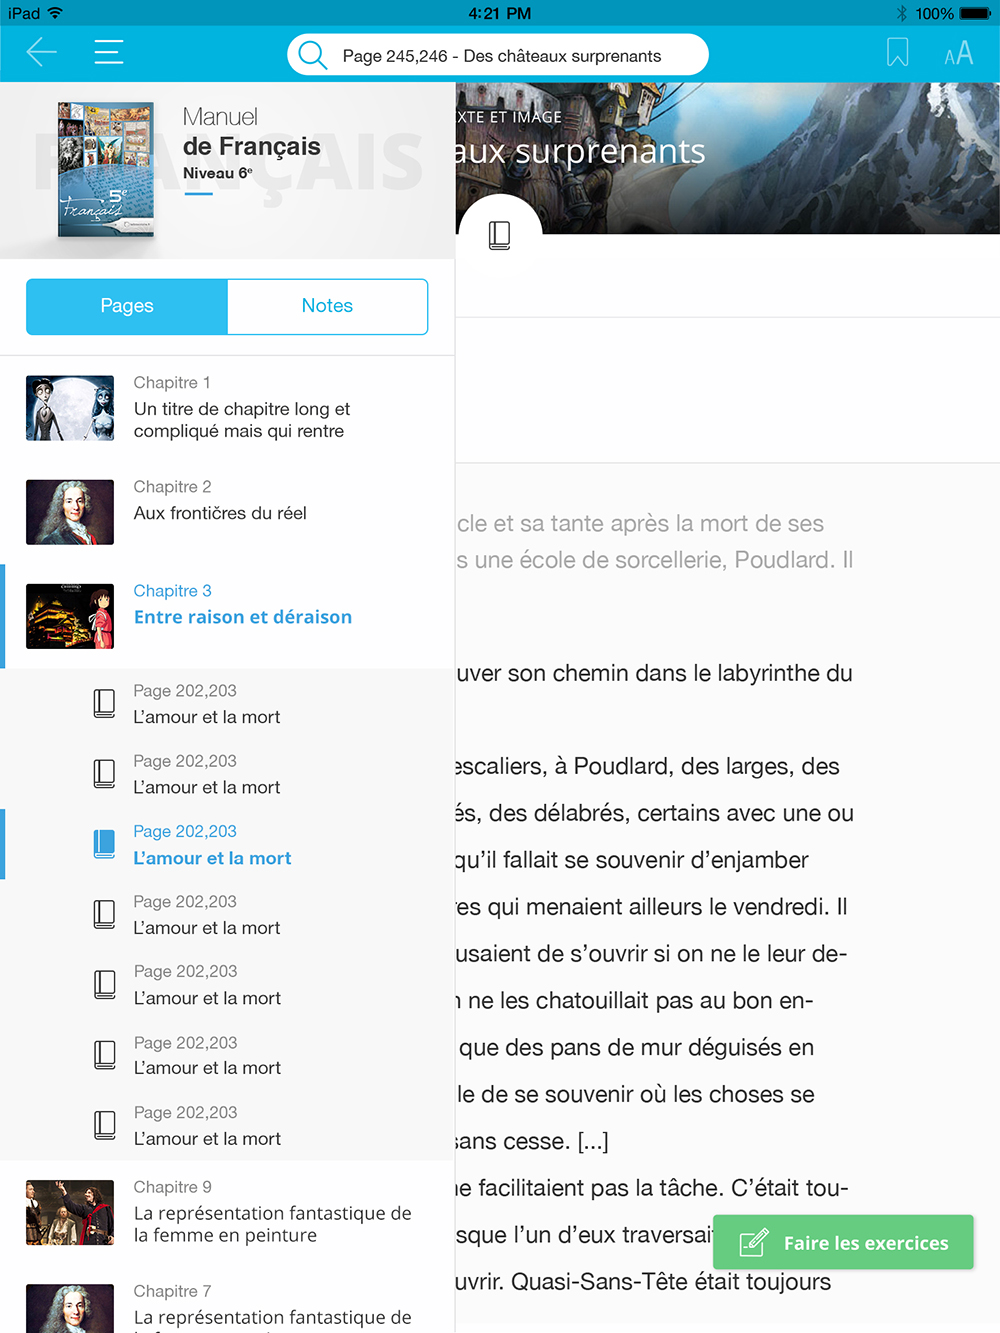 iPad
4:21 PM
100%
Page 245,246 - Des châteaux surprenants
AA
FRANÇAIS
Manuel
de Français
Niveau 6e
5e
Français
5
Pages
Notes
Chapitre 1
Un titre de chapitre long et
compliqué mais qui rentre
Chapitre 2
Aux frontičres du réel
Chapitre 3
Entre raison et déraison
Page 202,203
L’amour et la mort
Page 202,203
L’amour et la mort
Page 202,203
L’amour et la mort
Page 202,203
L’amour et la mort
Page 202,203
L’amour et la mort
Page 202,203
L’amour et la mort
Page 202,203
L’amour et la mort
Chapitre 9
La représentation fantastique de
la femme en peinture
Chapitre 7
La représentation fantastique de
XTE ET IMAGE
aux surprenants
cle et sa tante après la mort de ses
s une école de sorcellerie, Poudlard. Il
uver son chemin dans le labyrinthe du
escaliers, à Poudlard, des larges, des
és, des délabrés, certains avec une ou
qu’il fallait se souvenir d’enjamber
res qui menaient ailleurs le vendredi. Il
usaient de s’ouvrir si on ne le leur de-
n ne les chatouillait pas au bon en-
que des pans de mur déguisés en
le de se souvenir où les choses se
sans cesse. [...]
ne facilitaient pas la tâche. C’était tou-
sque l’un d’eux traversait
uvrir. Quasi-Sans-Tête était toujours
Faire les exercices